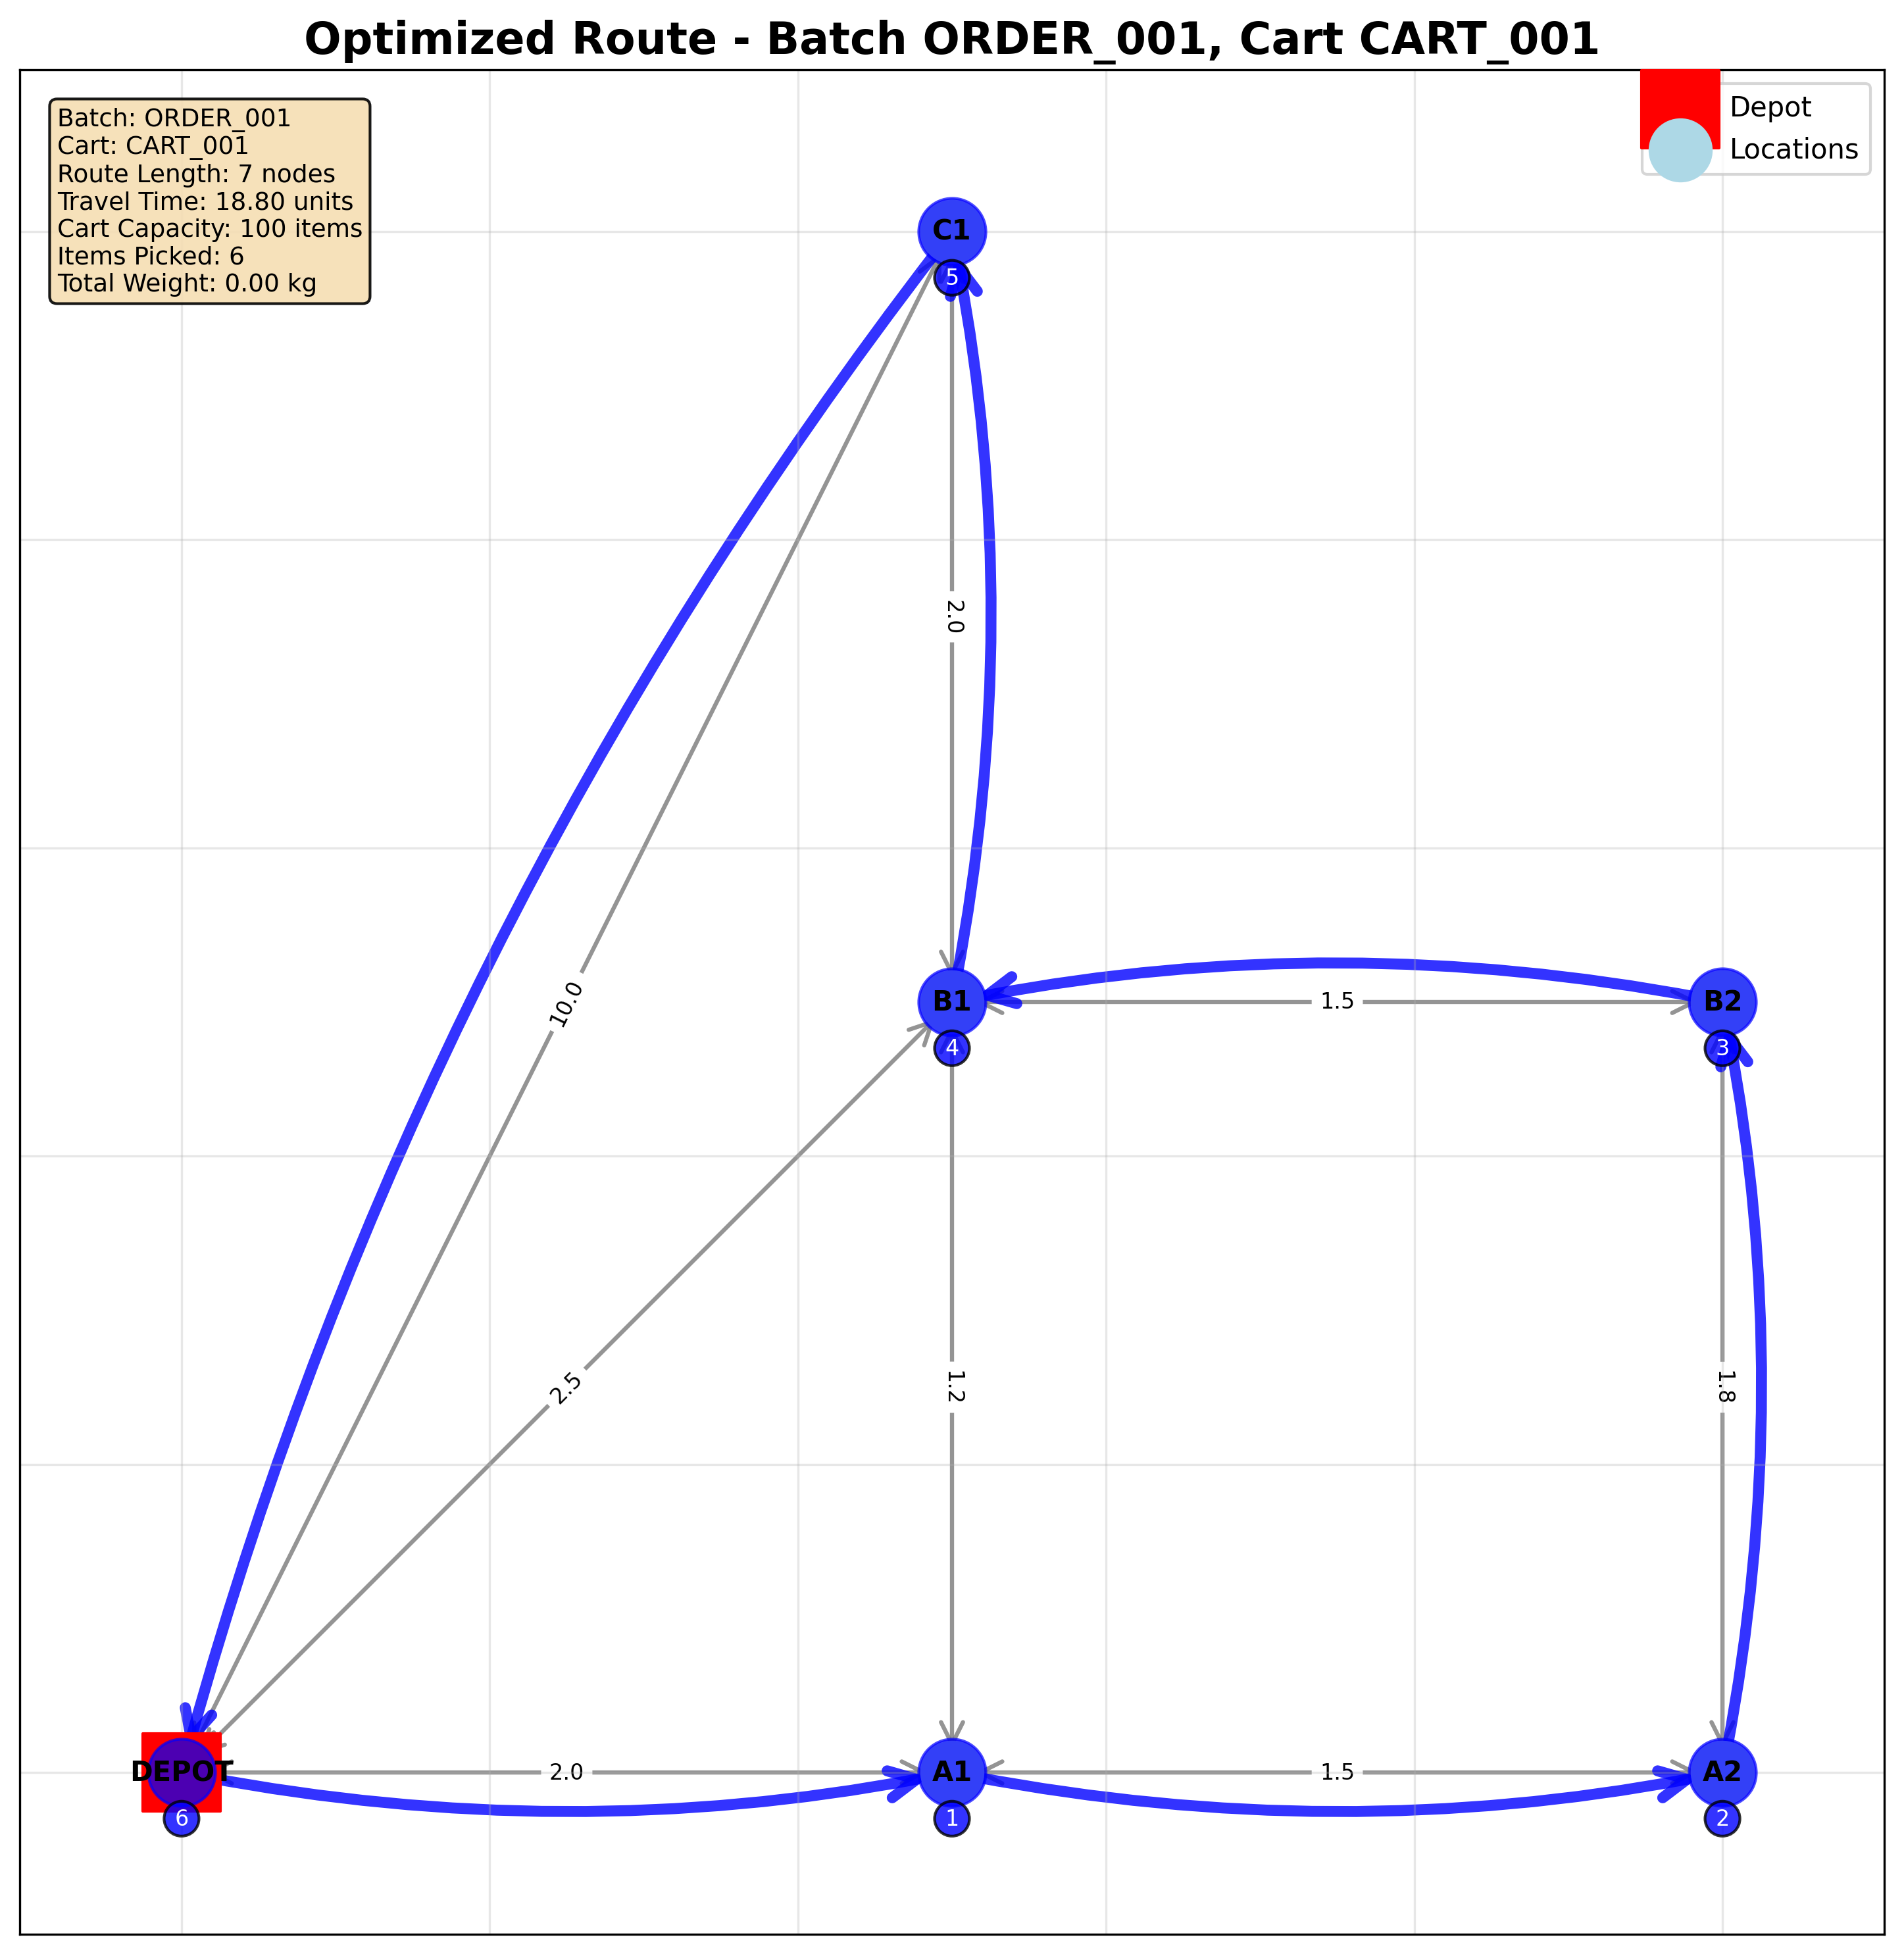 Optimized Route - Batch ORDER_001, Cart CART_001
Batch: ORDER_001
Cart: CART_001
Route Length: 7 nodes
Travel Time: 18.80 units
Cart Capacity: 100 items
Items Picked: 6
Total Weight: 0.00 kg
Depot
Locations
C1
5
2.0
10.0
B1
1.5
B2
4
3
2.5
1.2
1.8
DEPOT
2.0
A1
1.5
A2
6
1
2